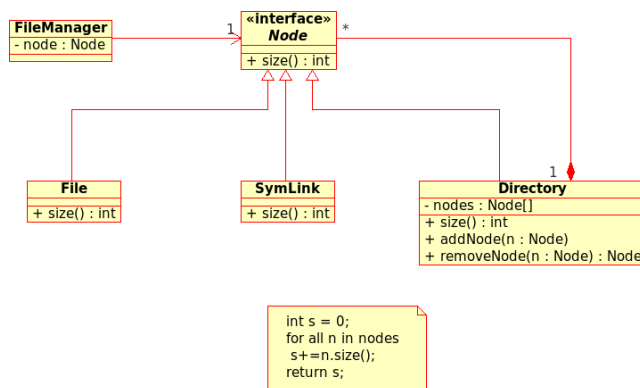 FileManager
- node : Node
1
«interface»
Node
+ size() : int
*
File
+ size() : int
SymLink
+ size() : int
1
Directory
- nodes : Node[]
+ size() : int
+ addNode(n : Node)
+ removeNode(n : Node) : Node
int s = 0;
for all n in nodes
s+=n.size();
return s;